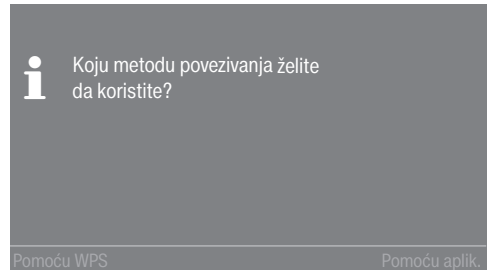 Koju metodu povezivanja želite
da koristite?
Pomoću WPS
Pomoću aplik.